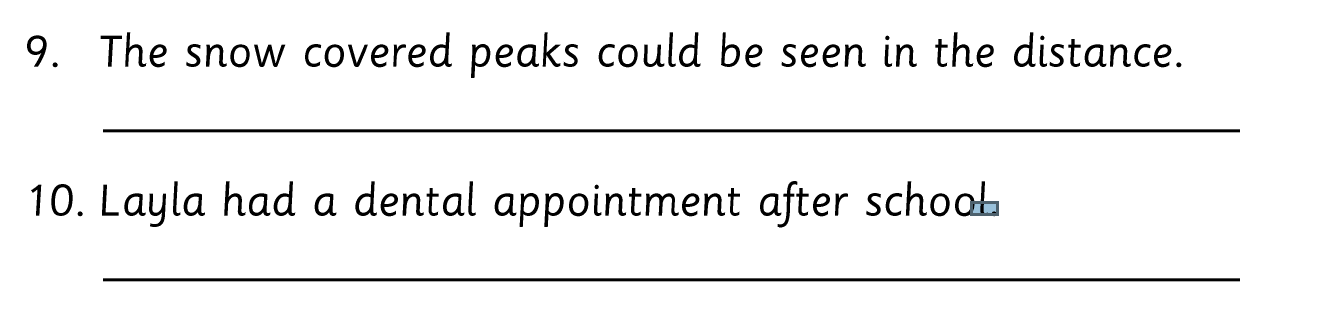 9. The snow covered peaks could be seen in the distance.
10. Layla had a dental appointment after school.